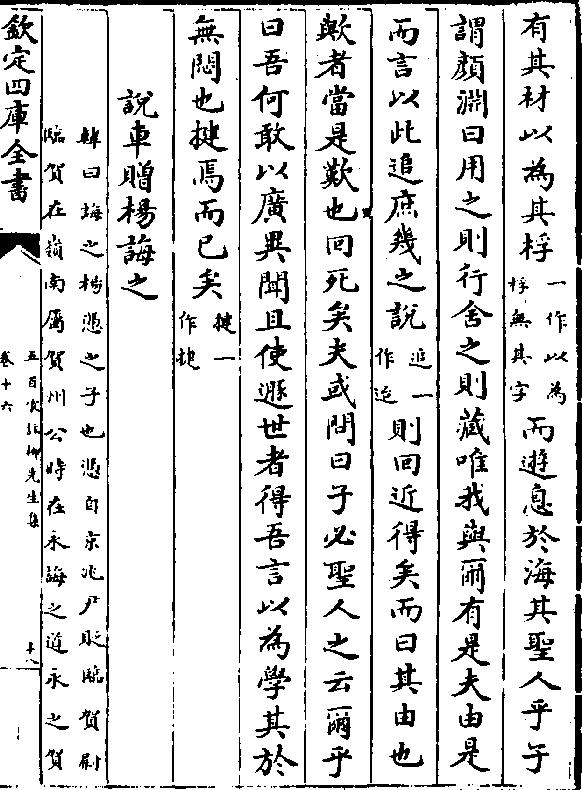 有其材以為其桴一作以為桴無其字而遊息於海其聖人乎子
謂顏淵曰用之則行舍之則藏唯我與爾有是夫由是
而言以此追庶幾之說追一作迨則回近得矣而曰其由也
歟者當是歎也回死矣夫或問曰子必聖人之云爾乎
曰吾何敢以廣異聞且使遯世者得吾言以為學其於
無悶也揵焉而已矣揵一作捷
說車贈楊誨之
韓曰誨之楊憑之子也憑自京兆尹貶臨賀尉
臨賀在嶺南屬賀州公時在永誨之道永之賀
欽定四庫全書
五百家註柳先生集
卷十六
十八